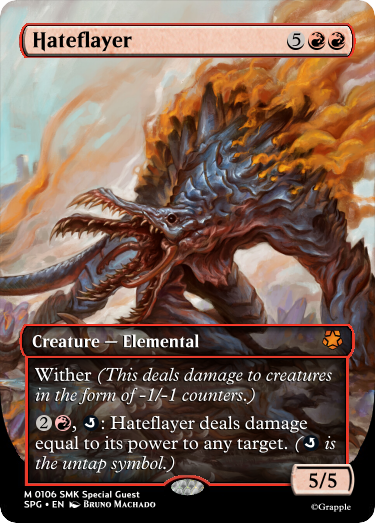 Hateflayer 5
Creature — Elemental
Wither (This deals damage to creatures
in the form of -1/-1 counters.)
2 , : Hateflayer deals damage
equal to its power to any target. ( is
the untap symbol.)
5/5
M 0106 SMK Special Guest
SPG • EN Bruno Machado
©Grapple